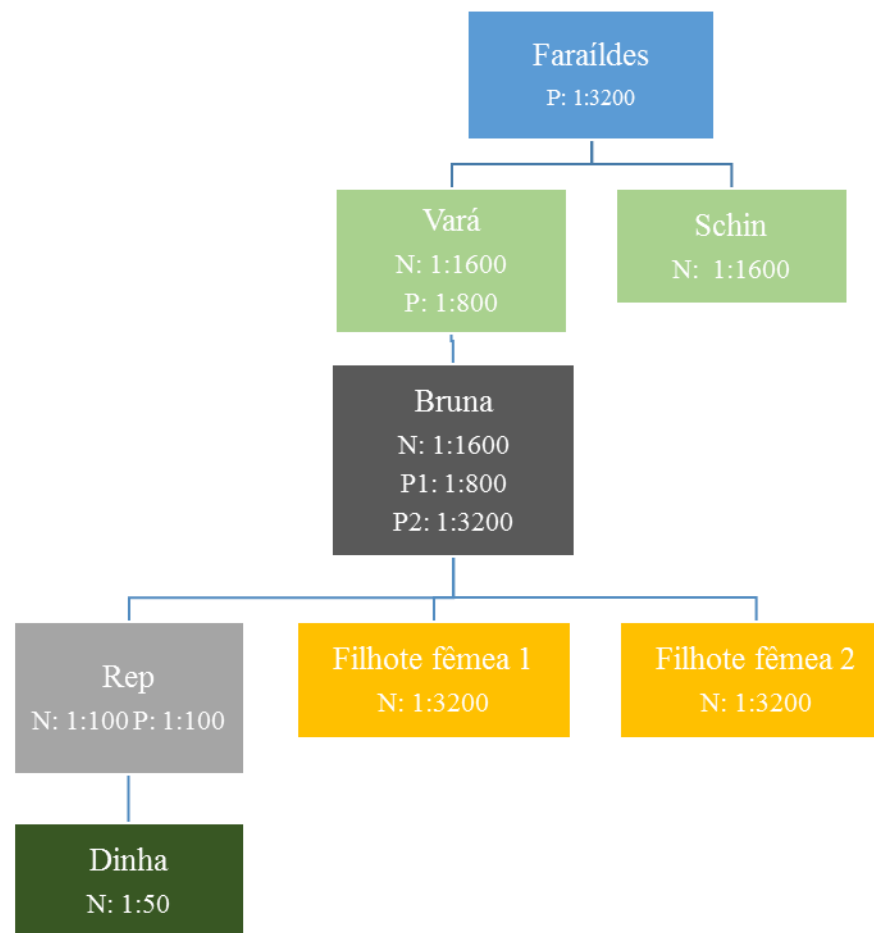 Faraíldes
P: 1:3200
Vará
N: 1:1600
P: 1:800
Schin
N: 1:1600
Bruna
N: 1:1600
P1: 1:800
P2: 1:3200
Rep
N: 1:100 P: 1:100
Filhote fêmea 1
N: 1:3200
Filhote fêmea 2
N: 1:3200
Dinha
N: 1:50